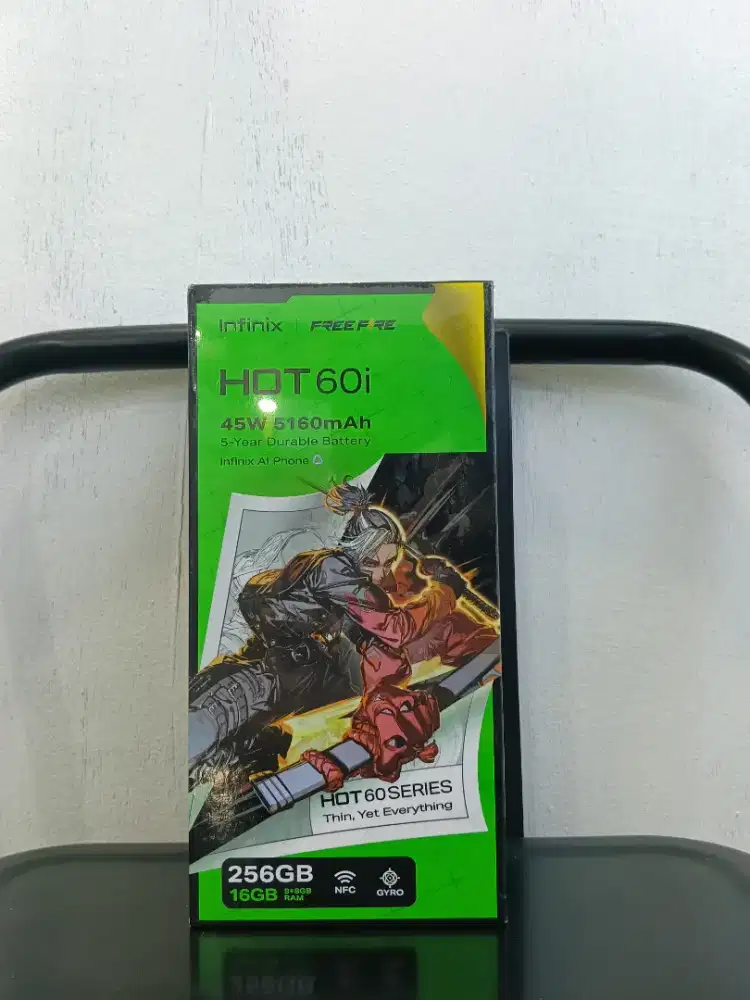 Infinix | FREE FIRE
HOT 60i
45W 5160mAh
5-Year Durable Battery
Infinix AI Phone
HOT 60 SERIES
Thin, Yet Everything
256GB
16GB 8+8GB
RAM
NFC
GYRO